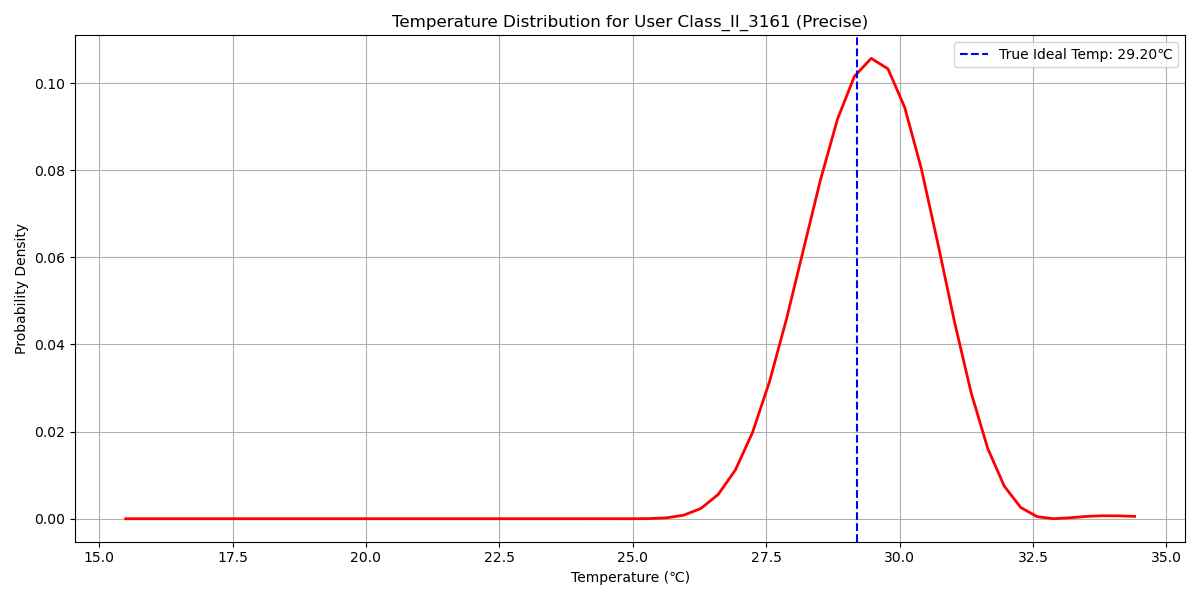 Temperature Distribution for User Class_II_3161 (Precise)
True Ideal Temp: 29.20℃
Probability Density
0.10
0.08
0.06
0.04
0.02
0.00
15.0 17.5 20.0 22.5 25.0 27.5 30.0 32.5 35.0
Temperature (℃)